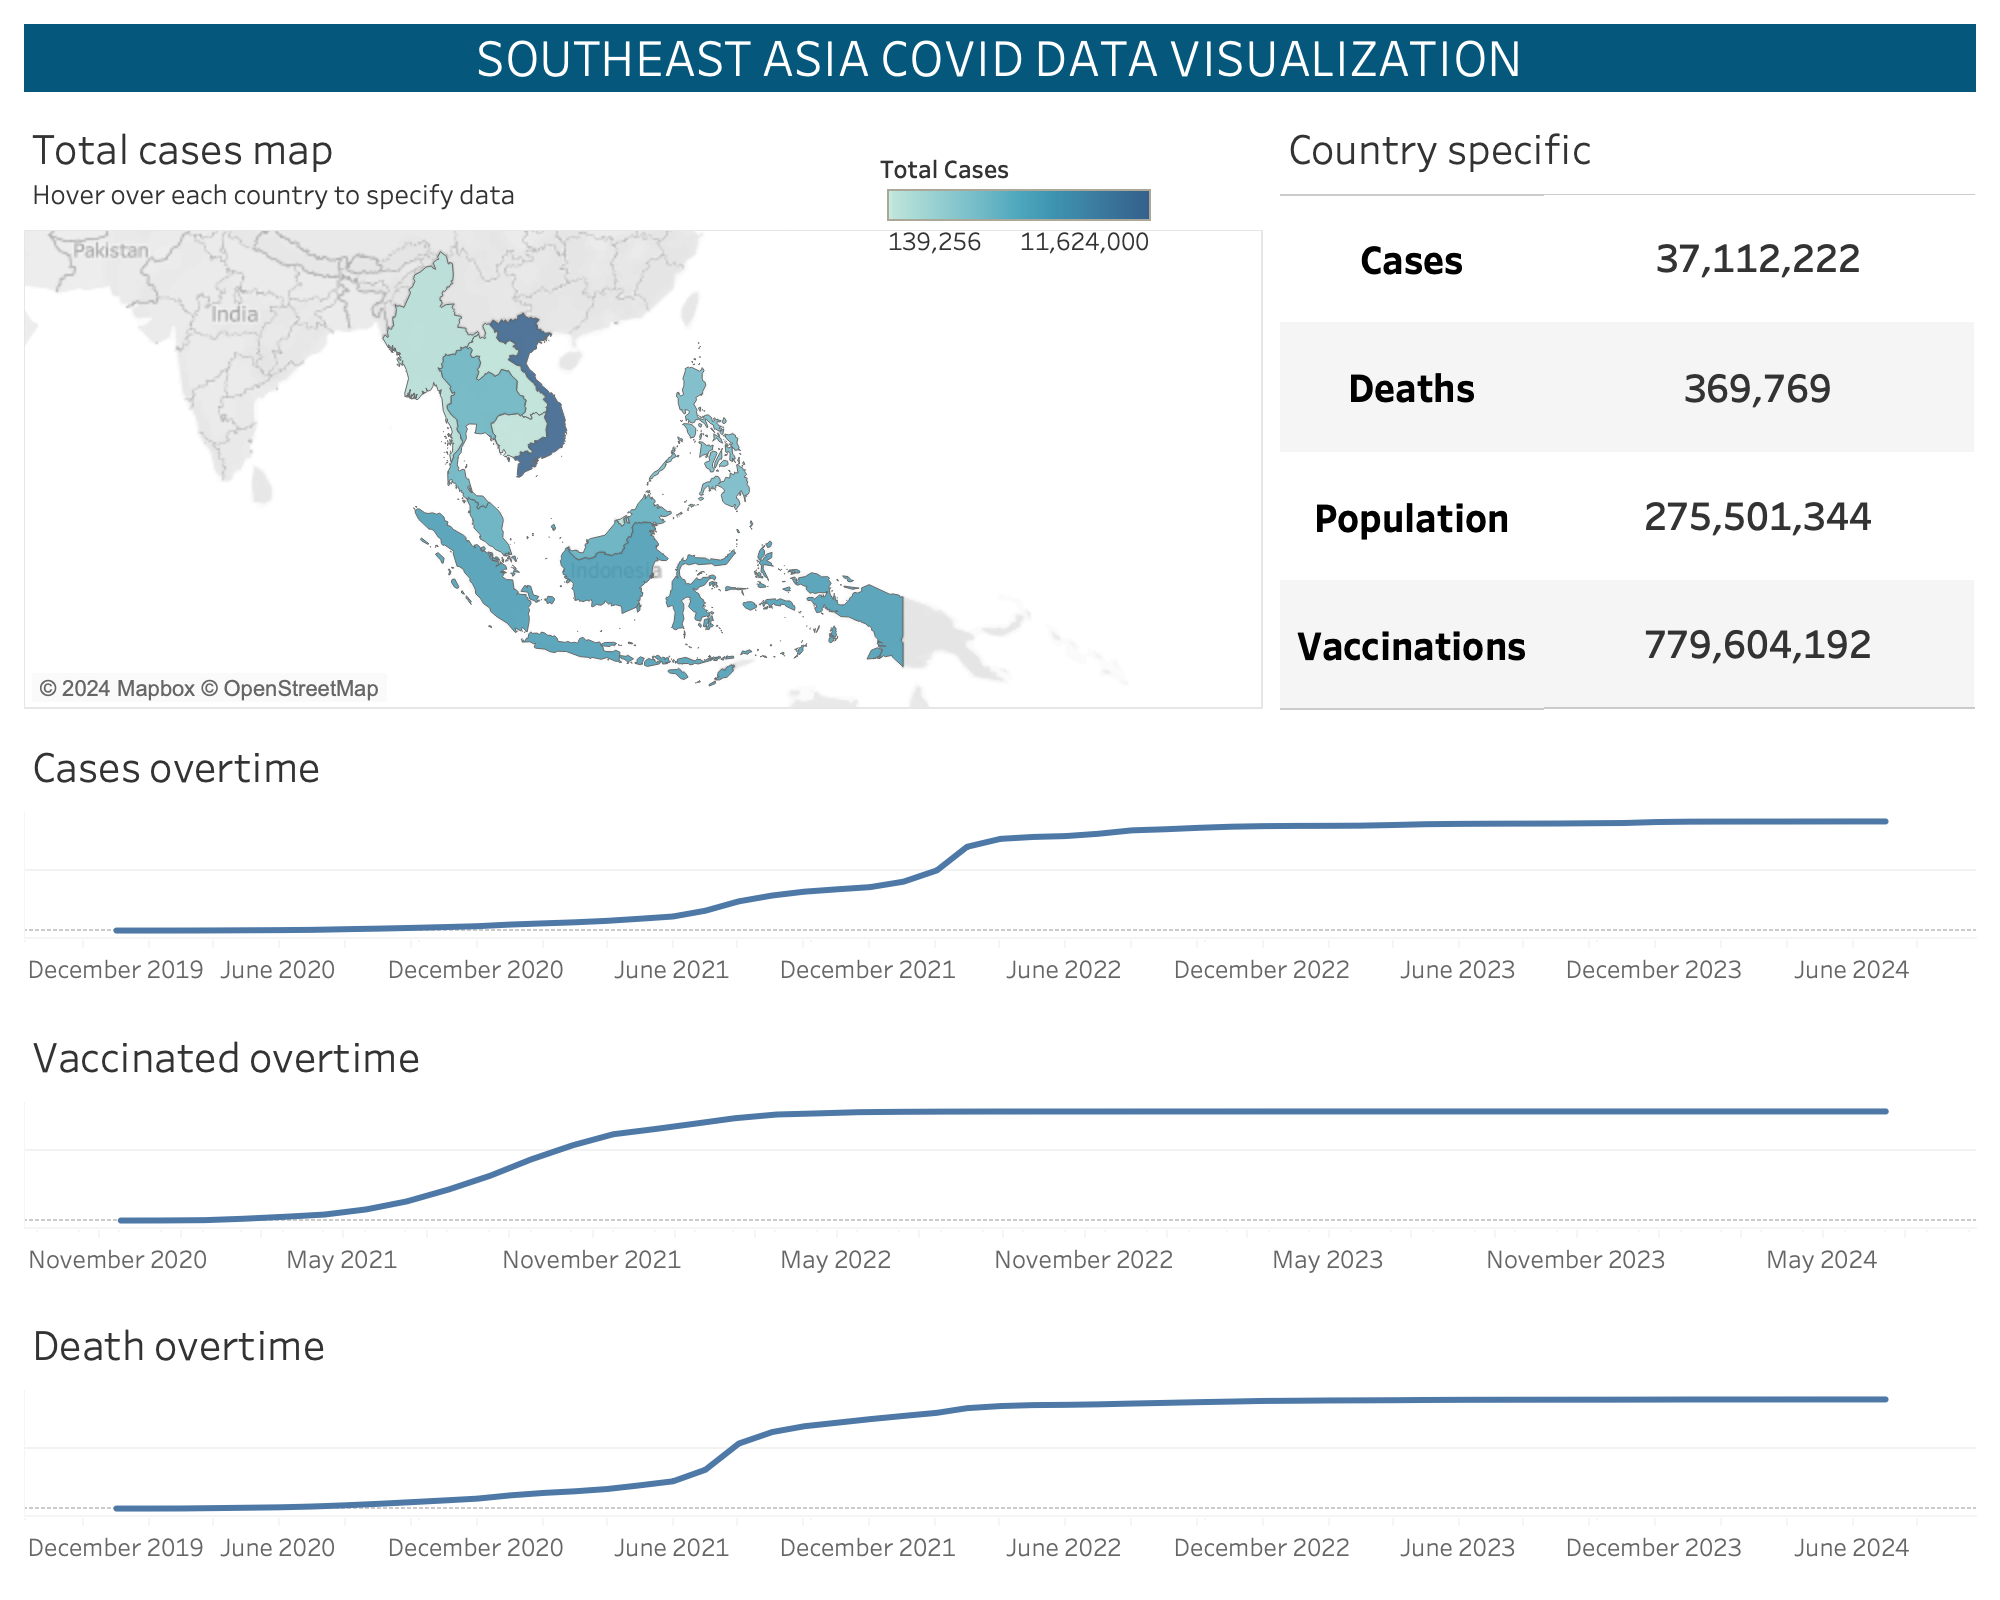 SOUTHEAST ASIA COVID DATA VISUALIZATION
Total cases map
Hover over each country to specify data
Total Cases
139,256 11,624,000
Pakistan
India
Indonesia
© 2024 Mapbox © OpenStreetMap
Country specific
Cases 37,112,222
Deaths 369,769
Population 275,501,344
Vaccinations 779,604,192
Cases overtime
December 2019 June 2020 December 2020 June 2021 December 2021 June 2022 December 2022 June 2023 December 2023 June 2024
Vaccinated overtime
November 2020 May 2021 November 2021 May 2022 November 2022 May 2023 November 2023 May 2024
Death overtime
December 2019 June 2020 December 2020 June 2021 December 2021 June 2022 December 2022 June 2023 December 2023 June 2024